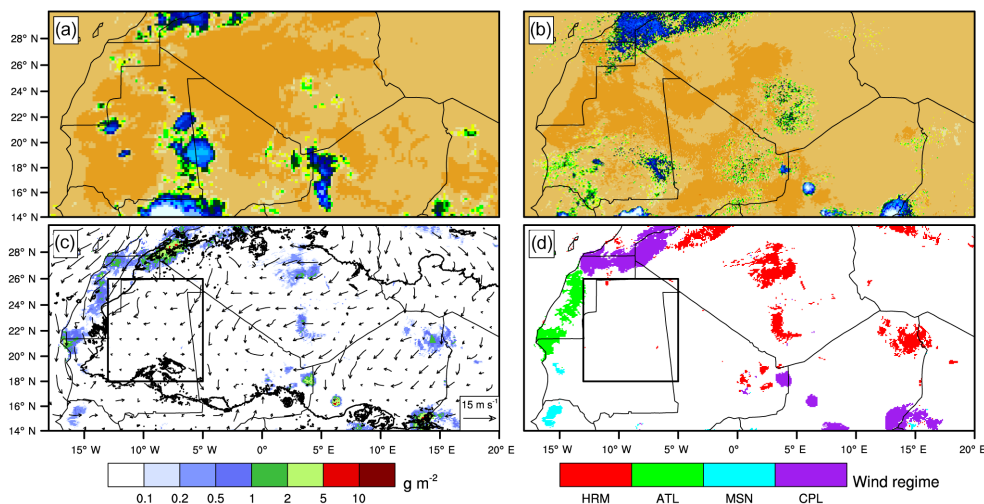 (a)
(b)
28° N
26° N
24° N
22° N
20° N
18° N
16° N
14° N
(c)
(d)
28° N
26° N
24° N
22° N
20° N
18° N
16° N
14° N
15 m s⁻¹
15° W 10° W 5° W 0° 5° E 10° E 15° E
15° W 10° W 5° W 0° 5° E 10° E 15° E 20° E
0.1 0.2 0.5 1 2 5 10 g m⁻²
Wind regime
HRM ATL MSN CPL